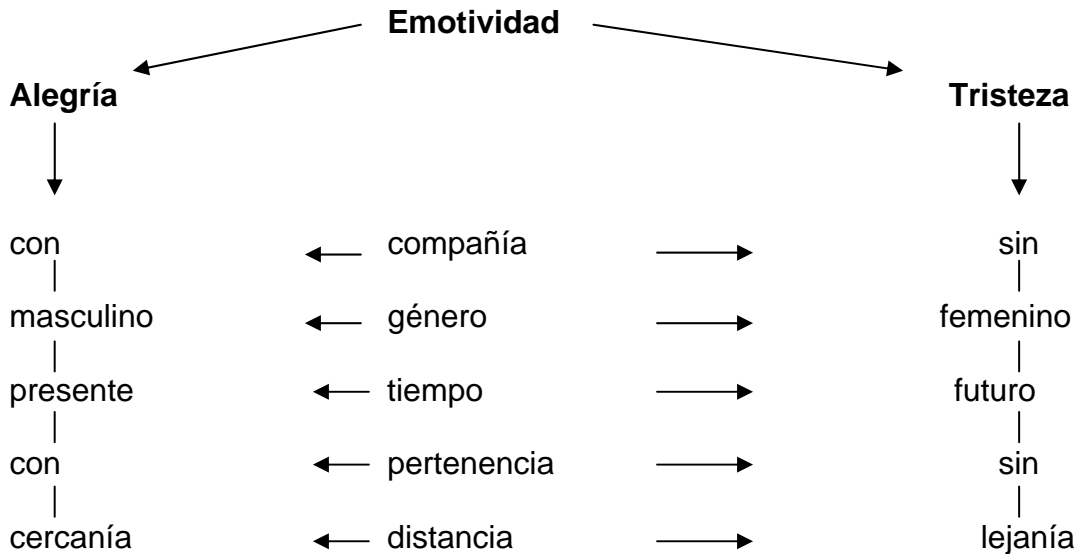 Emotividad
Alegría Tristeza
con compañía sin
masculino género femenino
presente tiempo futuro
con pertenencia sin
cercanía distancia lejanía